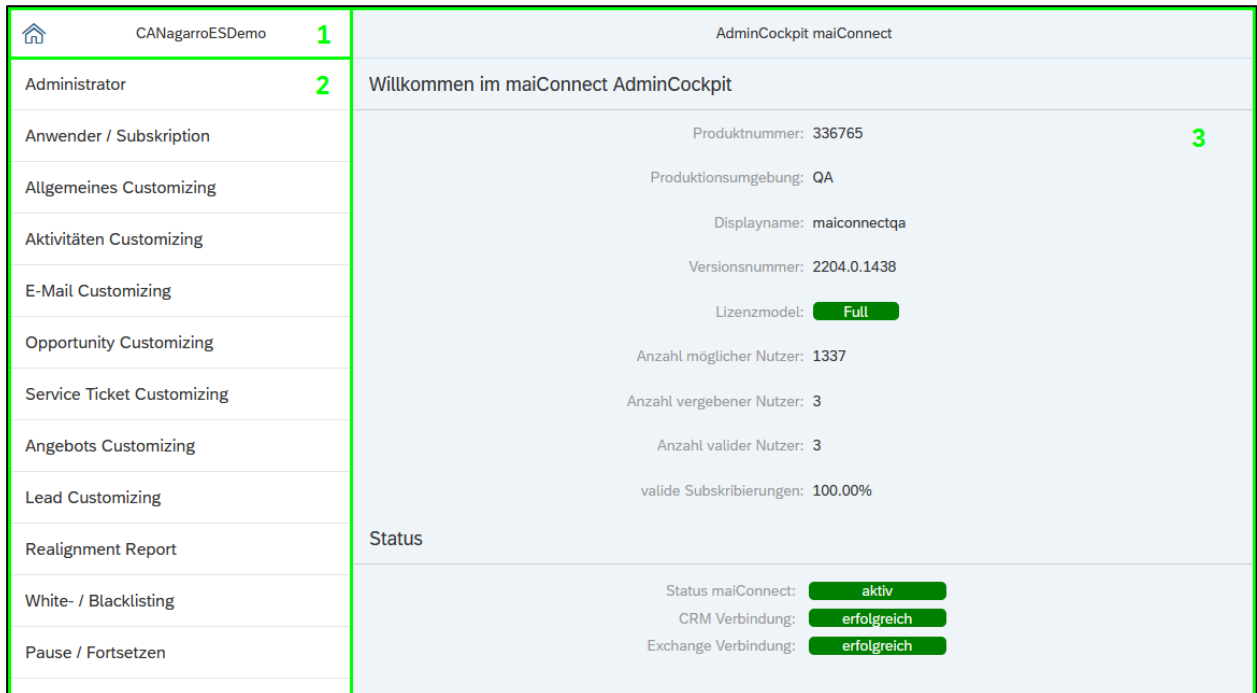 CANagarroESDemo 1
Administrator 2
Anwender / Subskription
Allgemeines Customizing
Aktivitäten Customizing
E-Mail Customizing
Opportunity Customizing
Service Ticket Customizing
Angebots Customizing
Lead Customizing
Realignment Report
White- / Blacklisting
Pause / Fortsetzen
AdminCockpit maiConnect
Willkommen im maiConnect AdminCockpit
Produktnummer: 336765
3
Produktionsumgebung: QA
Displayname: maiconnectqa
Versionsnummer: 2204.0.1438
Lizenzmodel: Full
Anzahl möglicher Nutzer: 1337
Anzahl vergebener Nutzer: 3
Anzahl valider Nutzer: 3
valide Subskribierungen: 100.00%
Status
Status maiConnect: aktiv
CRM Verbindung: erfolgreich
Exchange Verbindung: erfolgreich